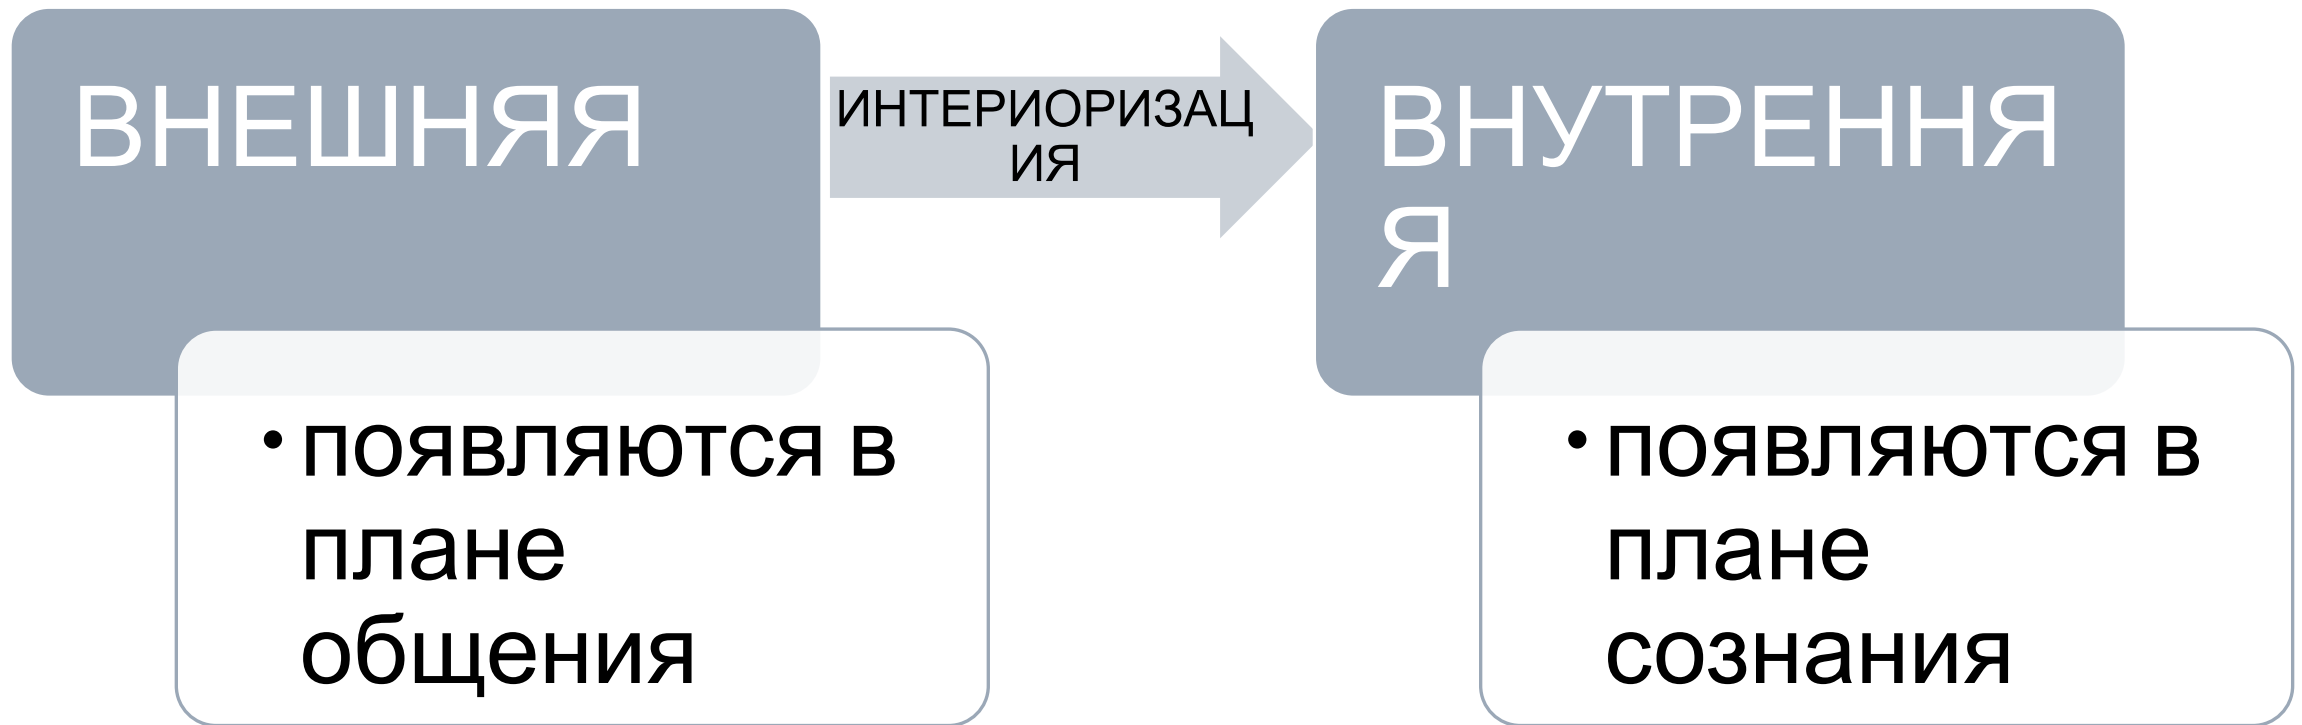 ВНЕШНЯЯ
ИНТЕРИОРИЗАЦ
ИЯ
ВНУТРЕННЯ
Я
• появляются в
плане
общения
• появляются в
плане
сознания